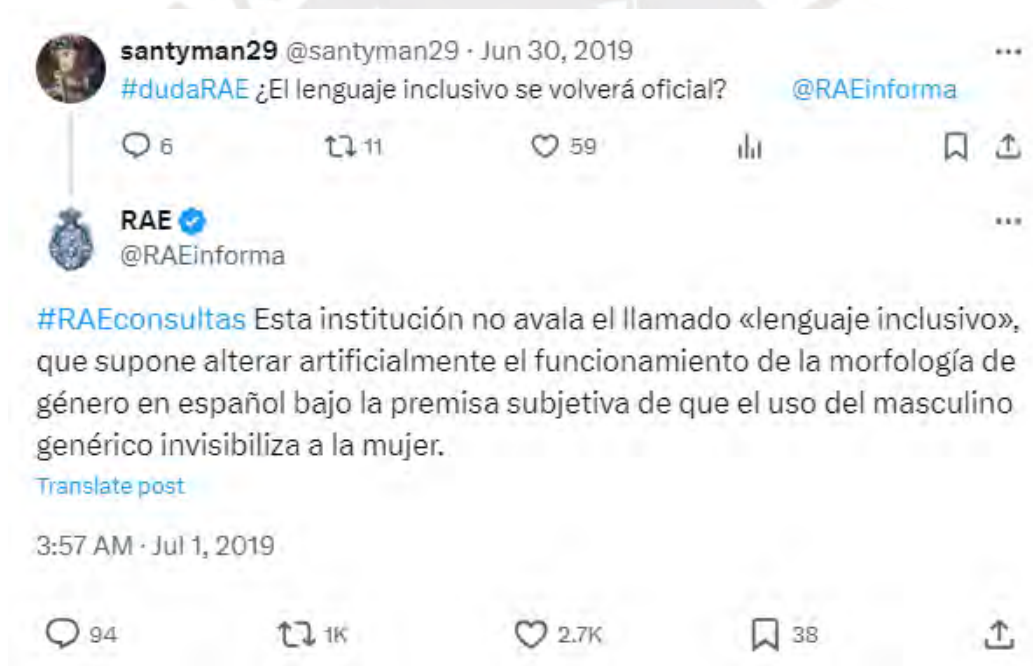 santyman29 @santyman29 · Jun 30, 2019
#dudaRAE ¿El lenguaje inclusivo se volverá oficial? @RAEinforma
6 11 59
RAE
@RAEinforma
#RAEconsultas Esta institución no avala el llamado «lenguaje inclusivo»,
que supone alterar artificialmente el funcionamiento de la morfología de
género en español bajo la premisa subjetiva de que el uso del masculino
genérico invisibiliza a la mujer.
Translate post
3:57 AM · Jul 1, 2019
94 1K 2.7K 38